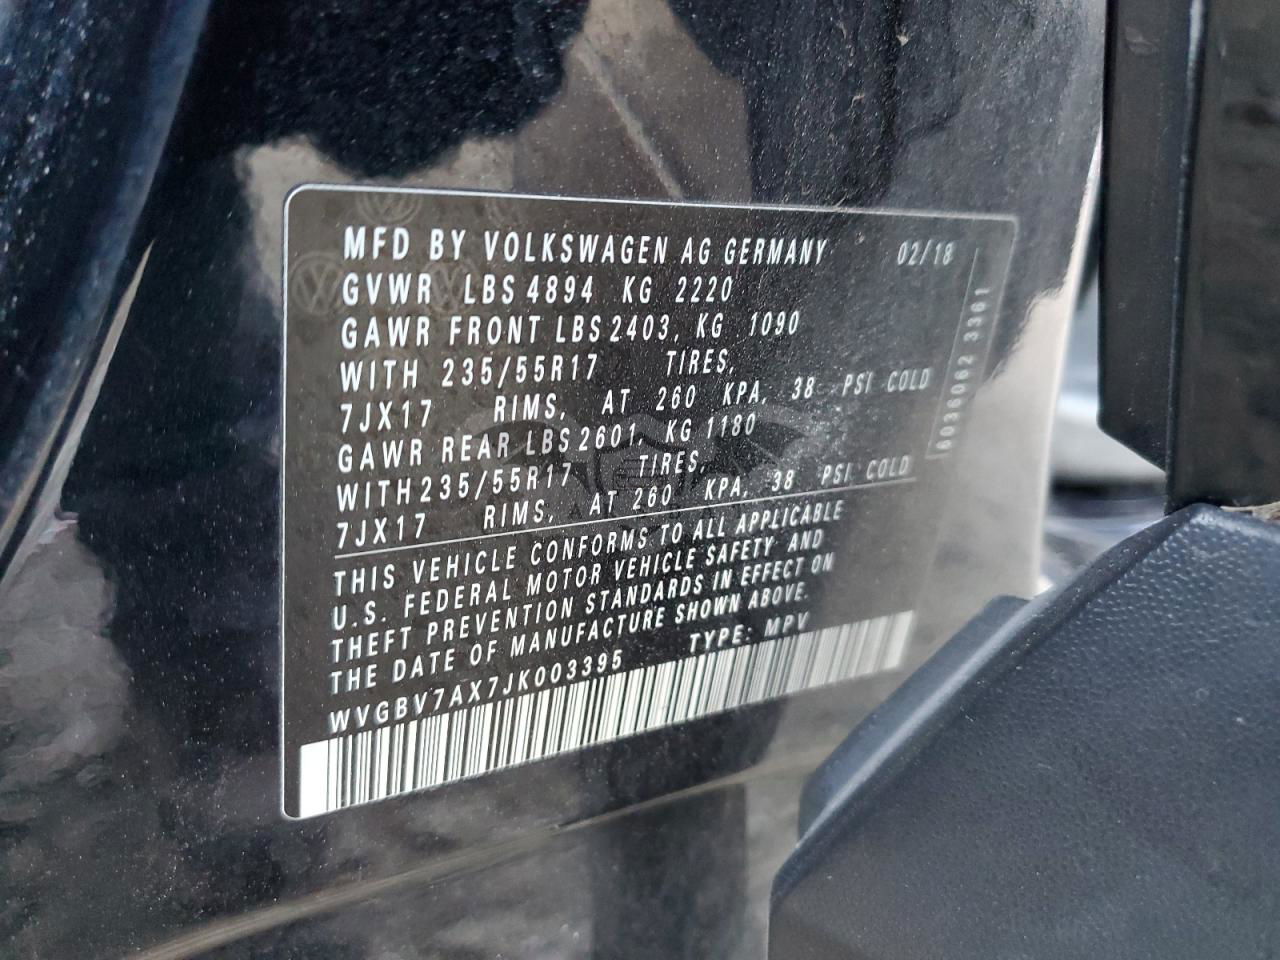 MFD BY VOLKSWAGEN AG GERMANY 02/18
GVWR LBS 4894 KG 2220
GAWR FRONT LBS 2403, KG 1090
WITH 235/55R17 TIRES,
7JX17 RIMS, AT 260 KPA, 38 PSI COLD
GAWR REAR LBS 2601, KG 1180
WITH 235/55R17 TIRES,
7JX17 RIMS, AT 260 KPA, 38 PSI COLD
THIS VEHICLE CONFORMS TO ALL APPLICABLE
U.S. FEDERAL MOTOR VEHICLE SAFETY AND
THEFT PREVENTION STANDARDS IN EFFECT ON
THE DATE OF MANUFACTURE SHOWN ABOVE.
WVGBV7AX7JK003395 TYPE: MPV
3361